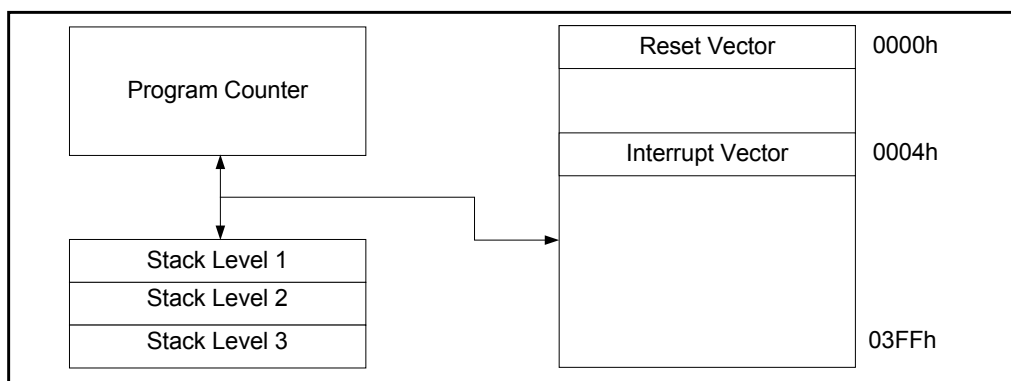 Program Counter
Stack Level 1
Stack Level 2
Stack Level 3
Reset Vector 0000h
Interrupt Vector 0004h
03FFh